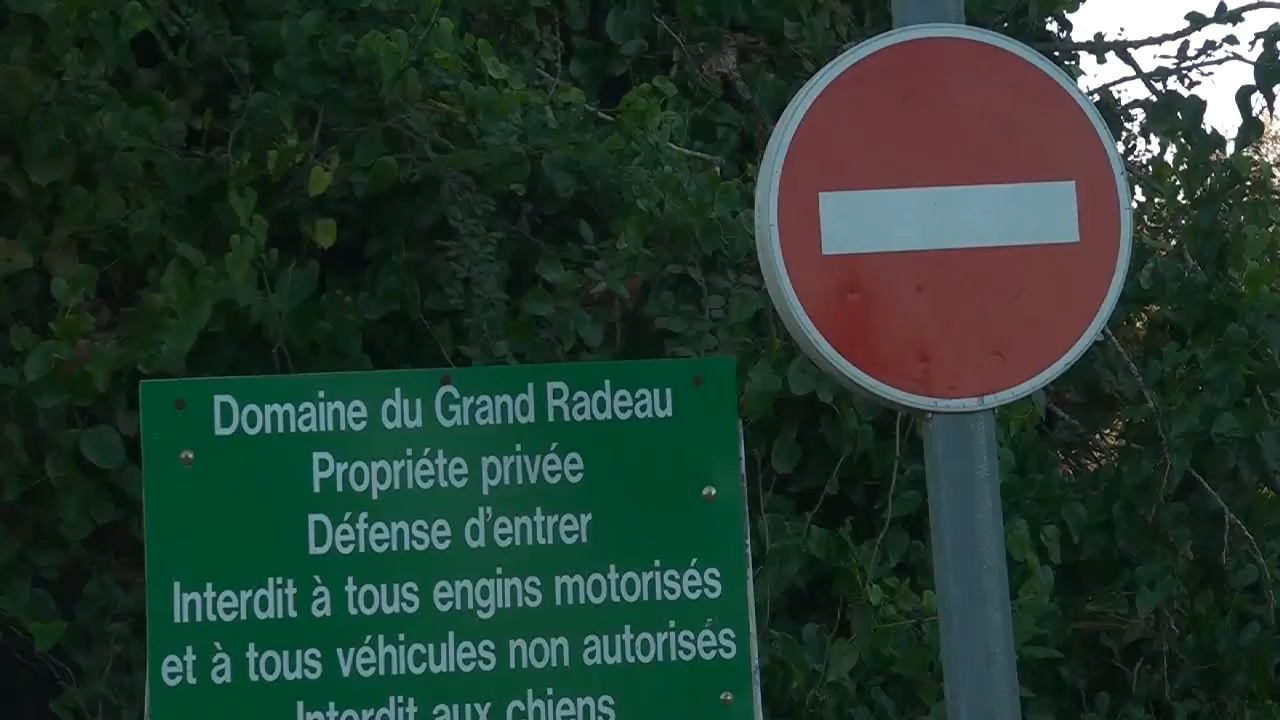 Domaine du Grand Radeau
Propriéte privée
Défense d'entrer
Interdit à tous engins motorisés
et à tous véhicules non autorisés
Interdit aux chiens